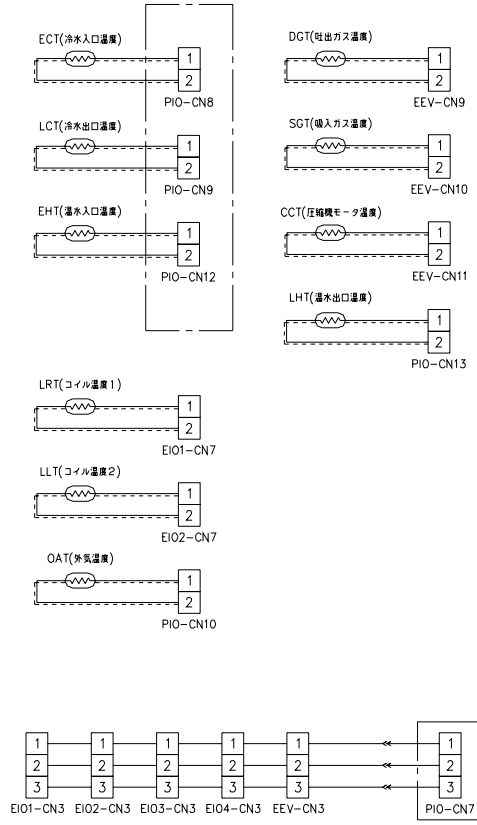 ECT(冷水入口温度)
1
2
PIO-CN8
LCT(冷水出口温度)
1
2
PIO-CN9
EHT(温水入口温度)
1
2
PIO-CN12
DGT(吐出ガス温度)
1
2
EEV-CN9
SGT(吸入ガス温度)
1
2
EEV-CN10
CCT(圧縮機モータ温度)
1
2
EEV-CN11
LHT(温水出口温度)
1
2
PIO-CN13
LRT(コイル温度1)
1
2
EIO1-CN7
LLT(コイル温度2)
1
2
EIO2-CN7
OAT(外気温度)
1
2
PIO-CN10
1 1 1 1 1 1
2 2 2 2 2 2
3 3 3 3 3 3
EIO1-CN3 EIO2-CN3 EIO3-CN3 EIO4-CN3 EEV-CN3 PIO-CN7